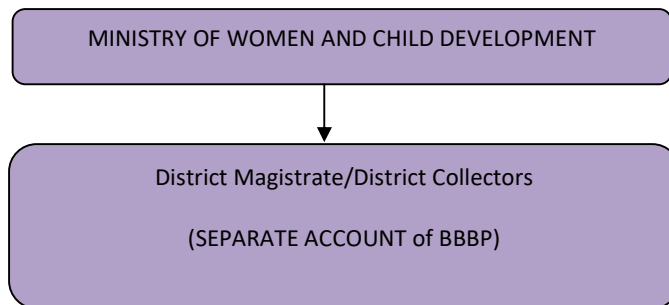 MINISTRY OF WOMEN AND CHILD DEVELOPMENT
District Magistrate/District Collectors
(SEPARATE ACCOUNT of BBBP)